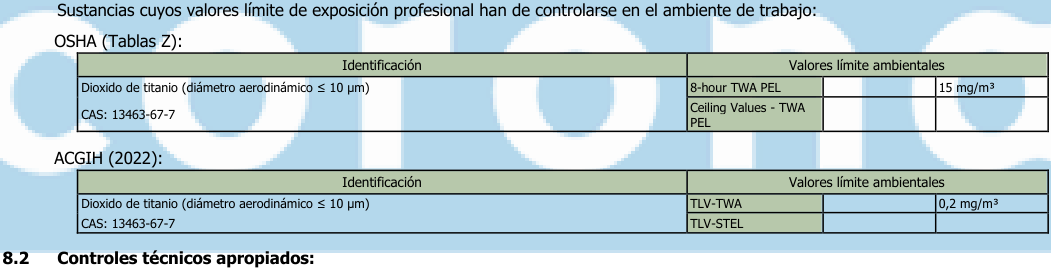 Sustancias cuyos valores límite de exposición profesional han de controlarse en el ambiente de trabajo:
OSHA (Tablas Z):
Identificación Valores límite ambientales
Dioxido de titanio (diámetro aerodinámico ≤ 10 µm) 8-hour TWA PEL 15 mg/m³
CAS: 13463-67-7 Ceiling Values - TWA
PEL
ACGIH (2022):
Identificación Valores límite ambientales
Dioxido de titanio (diámetro aerodinámico ≤ 10 µm) TLV-TWA 0,2 mg/m³
CAS: 13463-67-7 TLV-STEL
8.2 Controles técnicos apropiados:
corona